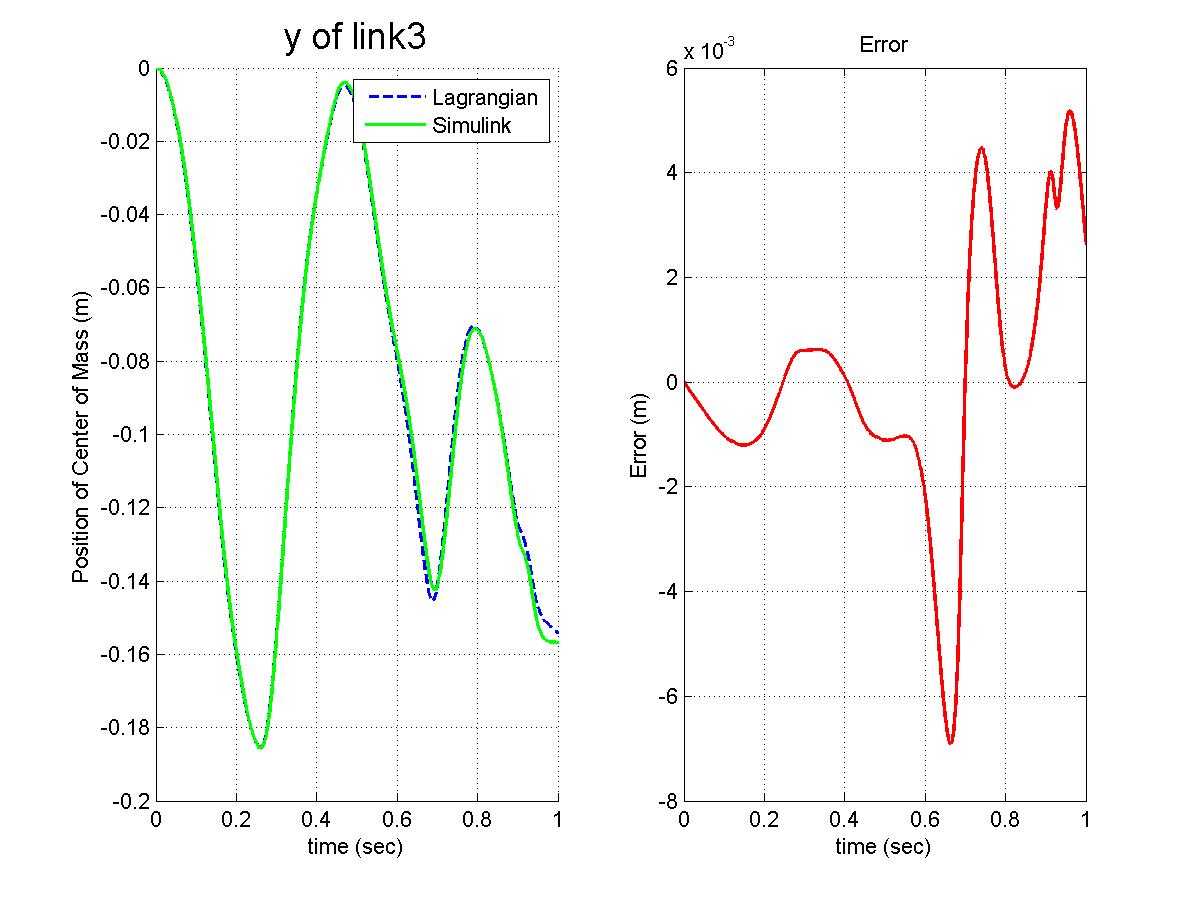 y of link3
0
-0.02
-0.04
-0.06
-0.08
-0.1
-0.12
-0.14
-0.16
-0.18
-0.2
Position of Center of Mass (m)
Lagrangian
Simulink
0 0.2 0.4 0.6 0.8 1
time (sec)
Error
x 10^-3
6
4
2
0
-2
-4
-6
-8
Error (m)
0 0.2 0.4 0.6 0.8 1
time (sec)